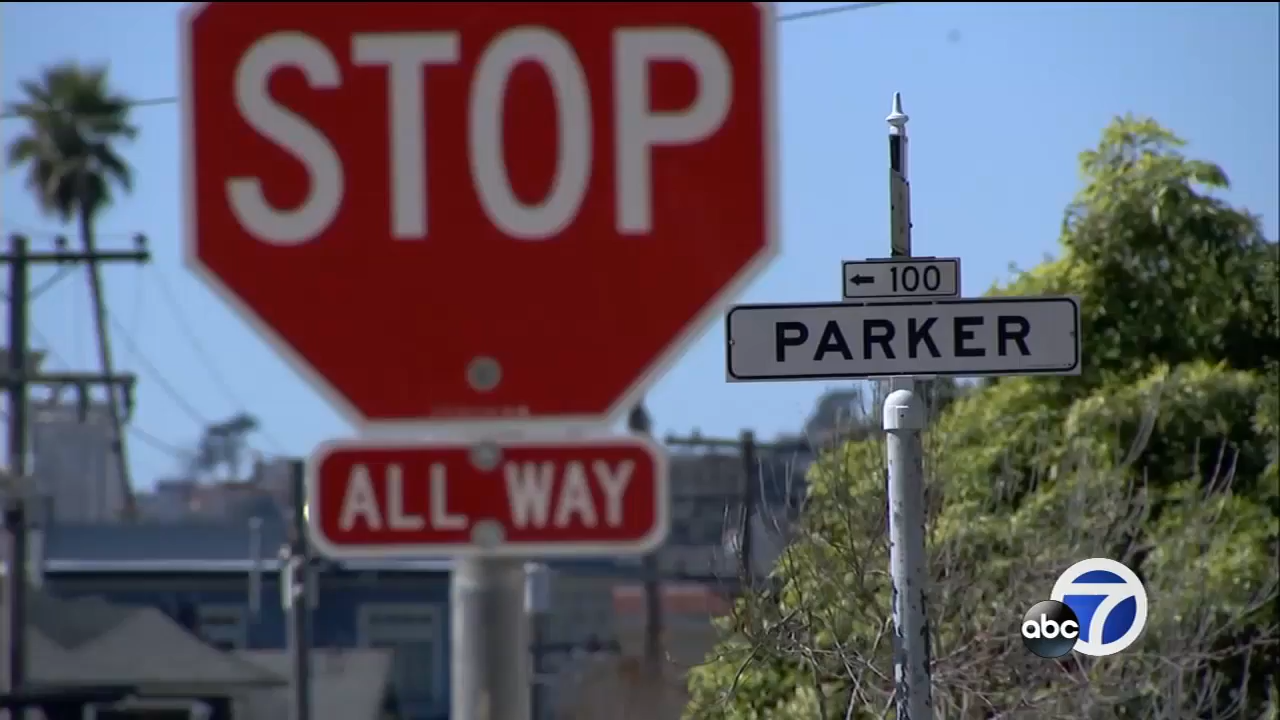 STOP
ALL WAY
← 100
PARKER
abc 7